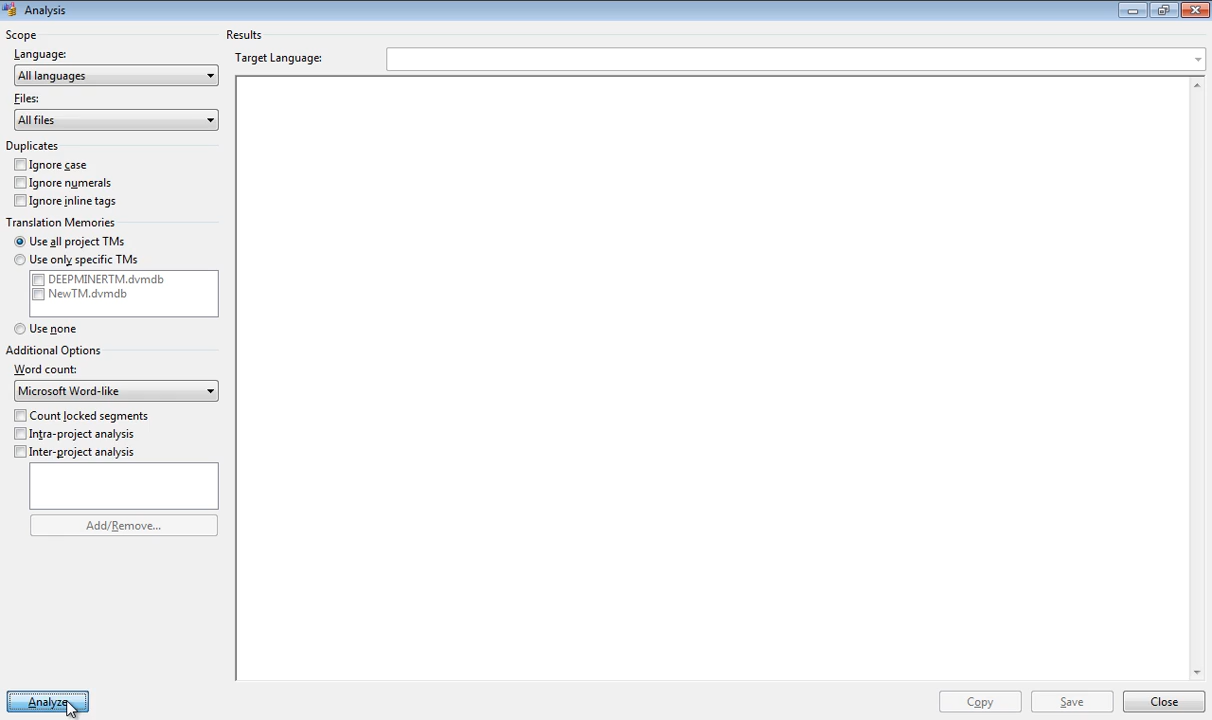 Analysis
Scope
Language:
All languages
Files:
All files
Duplicates
Ignore case
Ignore numerals
Ignore inline tags
Translation Memories
Use all project TMs
Use only specific TMs
DEEPMINERTM.dvmdb
NewTM.dvmdb
Use none
Additional Options
Word count:
Microsoft Word-like
Count locked segments
Intra-project analysis
Inter-project analysis
Add/Remove...
Analyze
Results
Target Language:
Copy
Save
Close